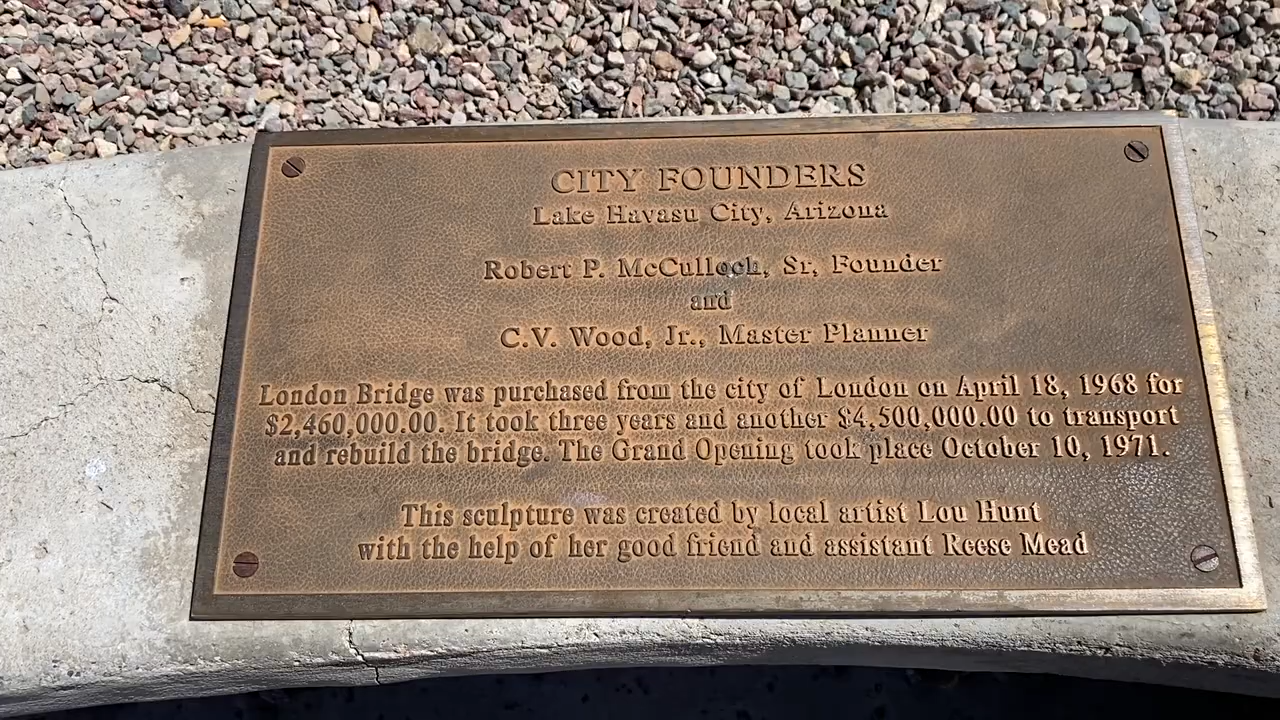 CITY FOUNDERS
Lake Havasu City, Arizona
Robert P. McCulloch, Sr, Founder
and
C.V. Wood, Jr., Master Planner
London Bridge was purchased from the city of London on April 18, 1968 for
$2,460,000.00. It took three years and another $4,500,000.00 to transport
and rebuild the bridge. The Grand Opening took place October 10, 1971.
This sculpture was created by local artist Lou Hunt
with the help of her good friend and assistant Reese Mead